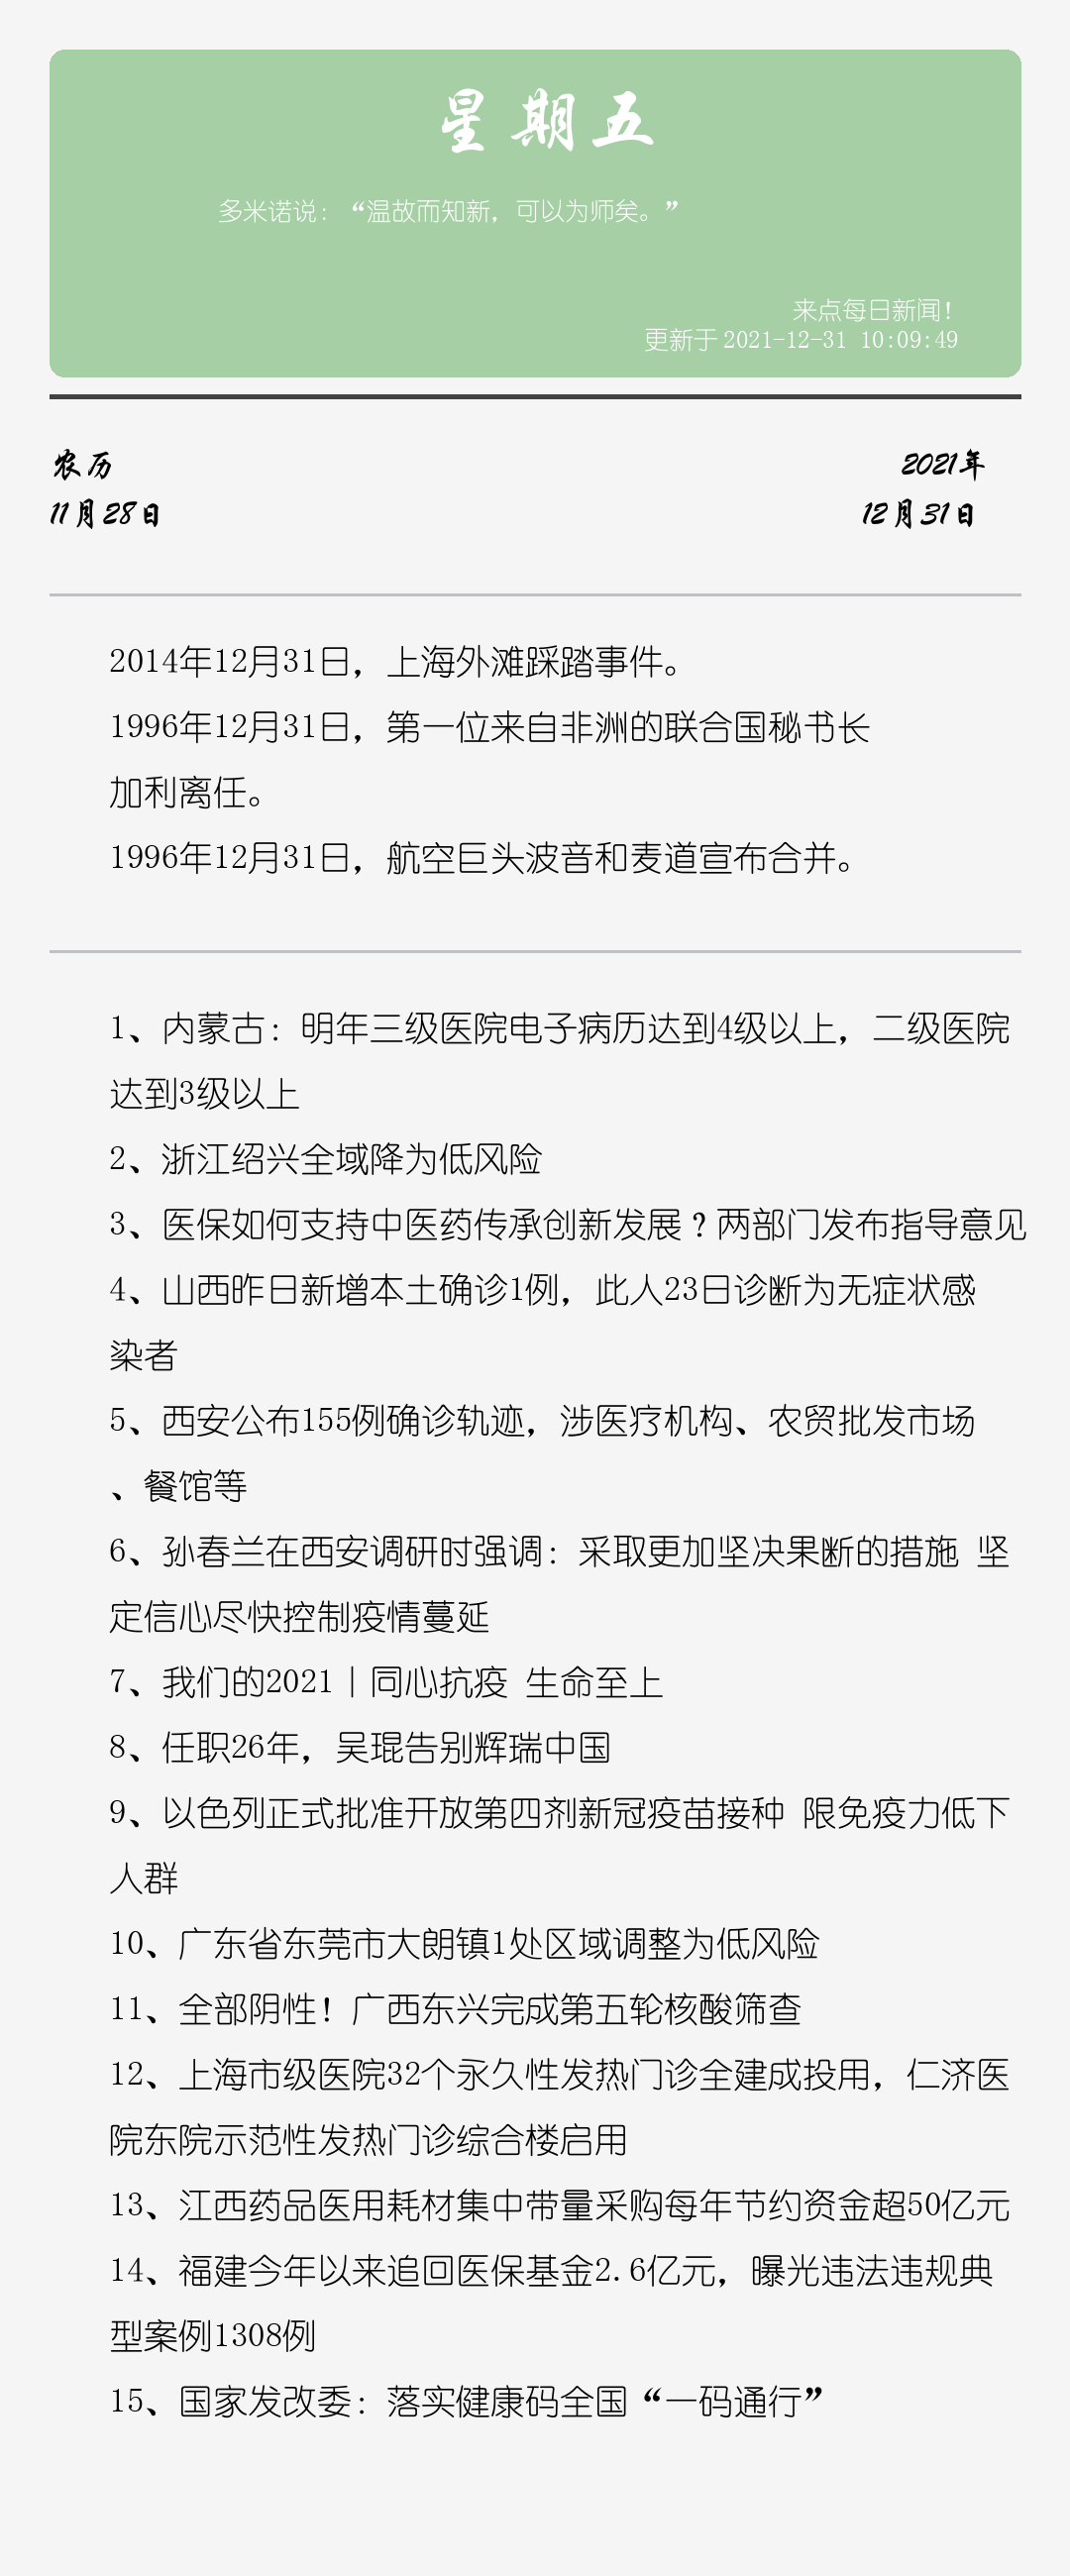 星期五
多米诺说：“温故而知新，可以为师矣。”
来点每日新闻！
更新于 2021-12-31 10:09:49
农历
2021年
11月28日
12月31日
2014年12月31日，上海外滩踩踏事件。
1996年12月31日，第一位来自非洲的联合国秘书长
加利离任。
1996年12月31日，航空巨头波音和麦道宣布合并。
1、内蒙古：明年三级医院电子病历达到4级以上，二级医院
达到3级以上
2、浙江绍兴全域降为低风险
3、医保如何支持中医药传承创新发展？两部门发布指导意见
4、山西昨日新增本土确诊1例，此人23日诊断为无症状感
染者
5、西安公布155例确诊轨迹，涉医疗机构、农贸批发市场
、餐馆等
6、孙春兰在西安调研时强调：采取更加坚决果断的措施 坚
定信心尽快控制疫情蔓延
7、我们的2021｜同心抗疫 生命至上
8、任职26年，吴琨告别辉瑞中国
9、以色列正式批准开放第四剂新冠疫苗接种 限免疫力低下
人群
10、广东省东莞市大朗镇1处区域调整为低风险
11、全部阴性！广西东兴完成第五轮核酸筛查
12、上海市级医院32个永久性发热门诊全建成投用，仁济医
院东院示范性发热门诊综合楼启用
13、江西药品医用耗材集中带量采购每年节约资金超50亿元
14、福建今年以来追回医保基金2.6亿元，曝光违法违规典
型案例1308例
15、国家发改委：落实健康码全国“一码通行”